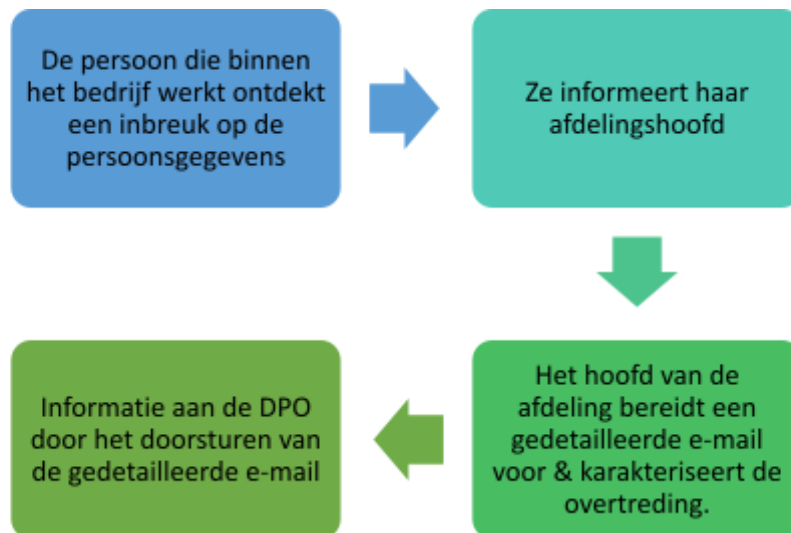 De persoon die binnen
het bedrijf werkt ontdekt
een inbreuk op de
persoonsgegevens
Ze informeert haar
afdelingshoofd
Het hoofd van de
afdeling bereidt een
gedetailleerde e-mail
voor & karakteriseert de
overtreding.
Informatie aan de DPO
door het doorsturen van
de gedetailleerde e-mail